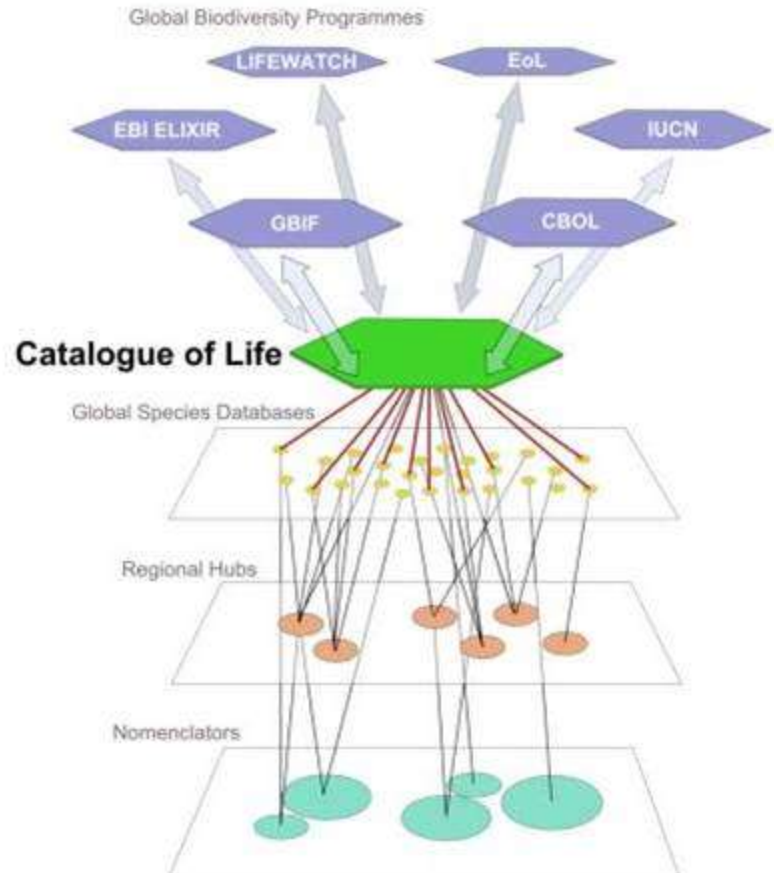 Global Biodiversity Programmes
LIFEWATCH
EoL
EBI ELIXIR
IUCN
GBIF
CBOL
Catalogue of Life
Global Species Databases
Regional Hubs
Nomenclators